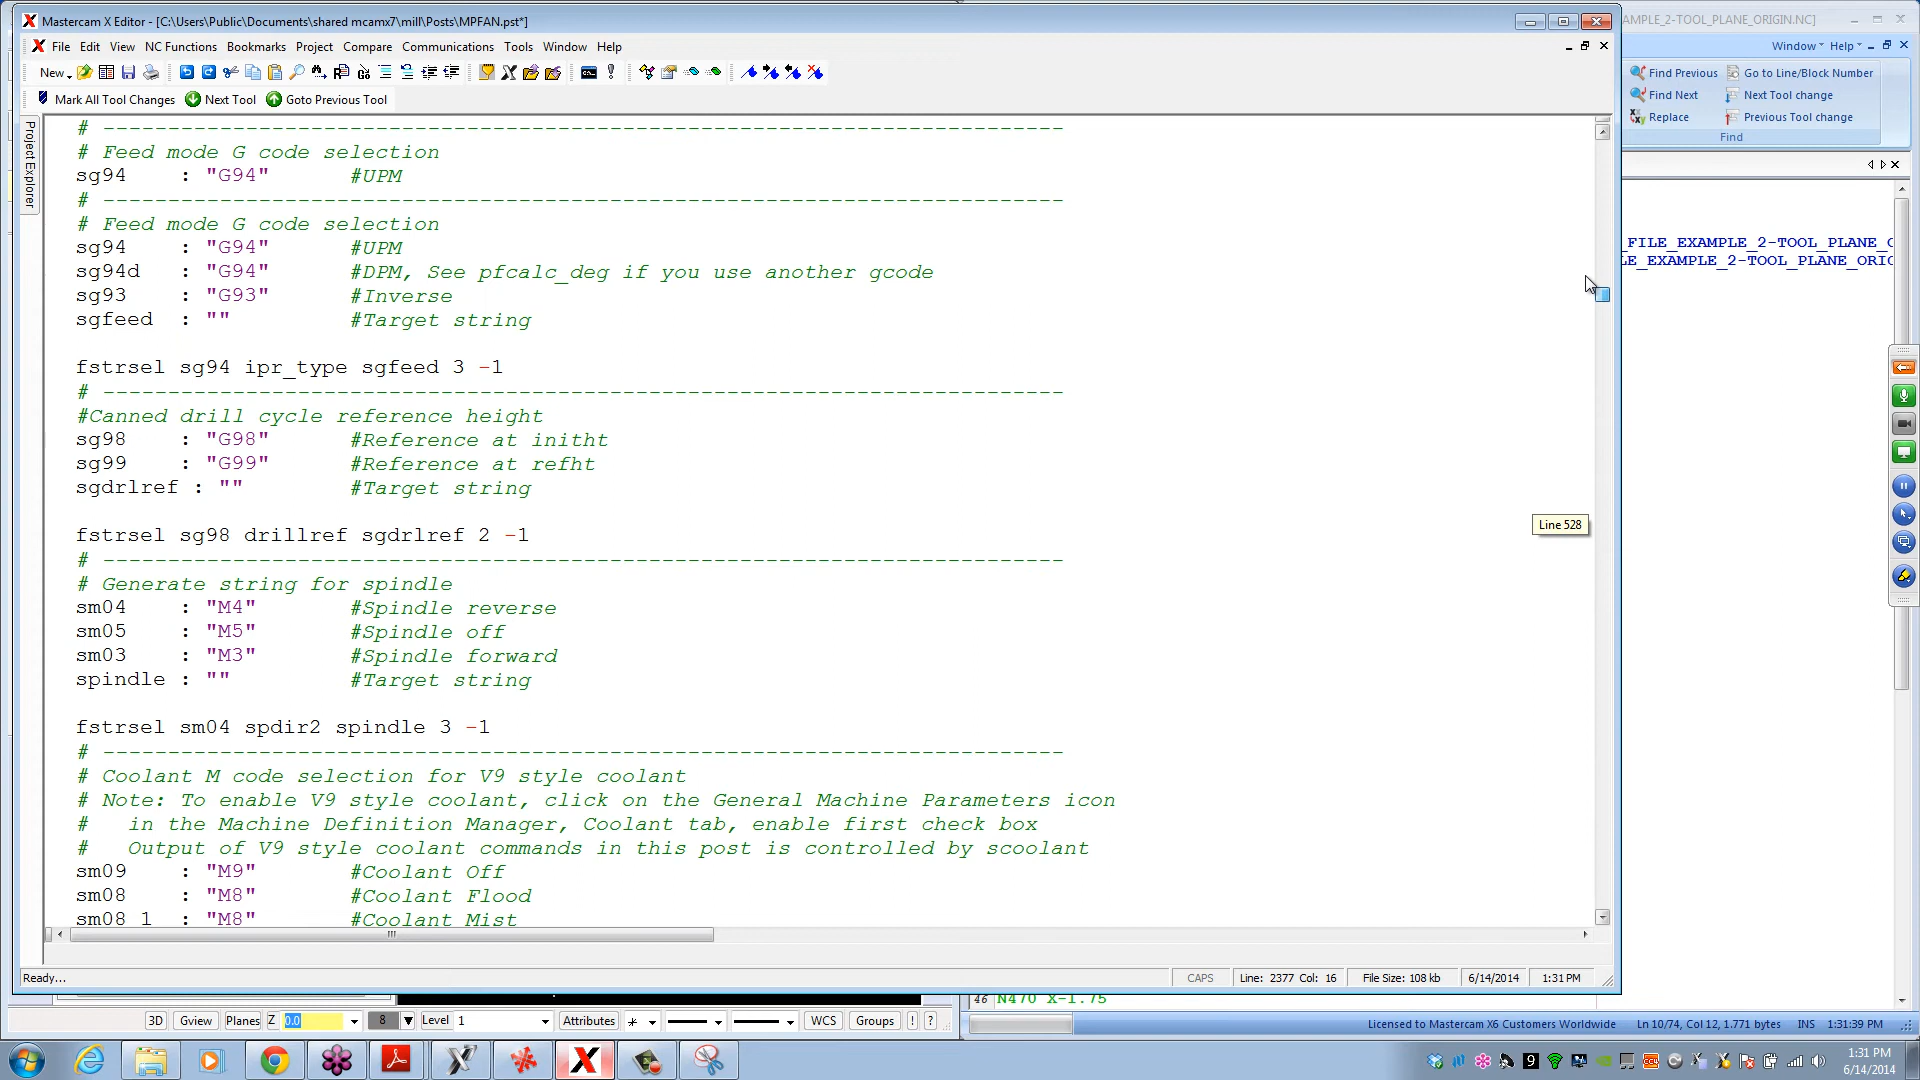 Mastercam X Editor - [C:\Users\Public\Documents\shared mcamx7\mill\Posts\MPFAN.pst*]
AMPLE_2-TOOL_PLANE_ORIGIN.NC]
File Edit View NC Functions Bookmarks Project Compare Communications Tools Window Help
Window Help
New
Find Previous Go to Line/Block Number
Find Next Next Tool change
Replace Previous Tool change
Find
Mark All Tool Changes Next Tool Goto Previous Tool
Project Explorer
# --------------------------------------------------------------------------
# Feed mode G code selection
sg94 : "G94" #UPM
# --------------------------------------------------------------------------
# Feed mode G code selection
sg94 : "G94" #UPM
sg94d : "G94" #DPM, See pfcalc_deg if you use another gcode
sg93 : "G93" #Inverse
sgfeed : "" #Target string
fstrsel sg94 ipr_type sgfeed 3 -1
# --------------------------------------------------------------------------
#Canned drill cycle reference height
sg98 : "G98" #Reference at initht
sg99 : "G99" #Reference at refht
sgdrlref : "" #Target string
fstrsel sg98 drillref sgdrlref 2 -1
# --------------------------------------------------------------------------
# Generate string for spindle
sm04 : "M4" #Spindle reverse
sm05 : "M5" #Spindle off
sm03 : "M3" #Spindle forward
spindle : "" #Target string
fstrsel sm04 spdir2 spindle 3 -1
# --------------------------------------------------------------------------
# Coolant M code selection for V9 style coolant
# Note: To enable V9 style coolant, click on the General Machine Parameters icon
# in the Machine Definition Manager, Coolant tab, enable first check box
# Output of V9 style coolant commands in this post is controlled by scoolant
sm09 : "M9" #Coolant Off
sm08 : "M8" #Coolant Flood
sm08_1 : "M8" #Coolant Mist
_FILE_EXAMPLE_2-TOOL_PLANE_O
LE_EXAMPLE_2-TOOL_PLANE_ORIG
Line 528
Ready... CAPS Line: 2377 Col: 16 File Size: 108 kb 6/14/2014 1:31 PM
46 N470 X-1.75
3D Gview Planes Z 0.0 8 Level 1 Attributes WCS Groups ! ?
Licensed to Mastercam X6 Customers Worldwide Ln 10/74, Col 12, 1.771 bytes INS 1:31:39 PM
9
1:31 PM
6/14/2014